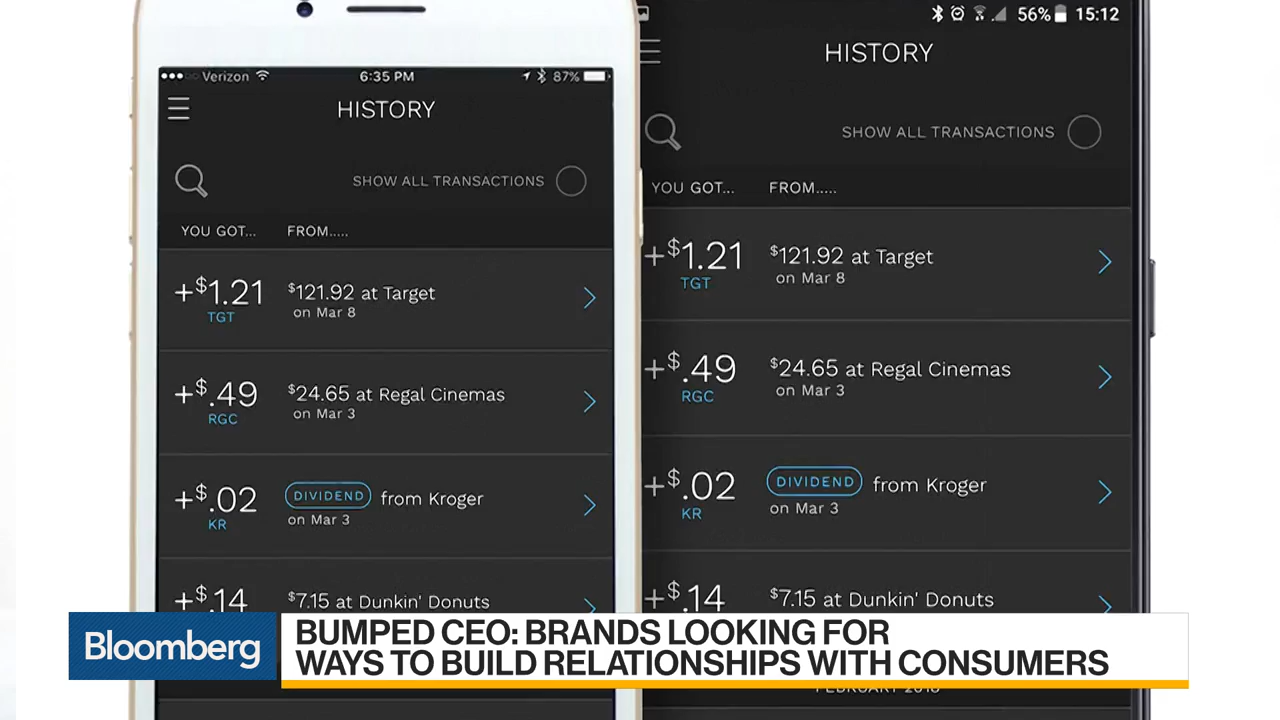 Verizon
6:35 PM
87%
HISTORY
SHOW ALL TRANSACTIONS
YOU GOT...
FROM.....
+$1.21
TGT
$121.92 at Target
on Mar 8
+$.49
RGC
$24.65 at Regal Cinemas
on Mar 3
+$.02
KR
DIVIDEND from Kroger
on Mar 3
+$.14
$7.15 at Dunkin' Donuts
56%
15:12
HISTORY
SHOW ALL TRANSACTIONS
YOU GOT...
FROM.....
+$1.21
TGT
$121.92 at Target
on Mar 8
+$.49
RGC
$24.65 at Regal Cinemas
on Mar 3
+$.02
KR
DIVIDEND from Kroger
on Mar 3
+$.14
$7.15 at Dunkin' Donuts
Bloomberg
BUMPED CEO: BRANDS LOOKING FOR
WAYS TO BUILD RELATIONSHIPS WITH CONSUMERS